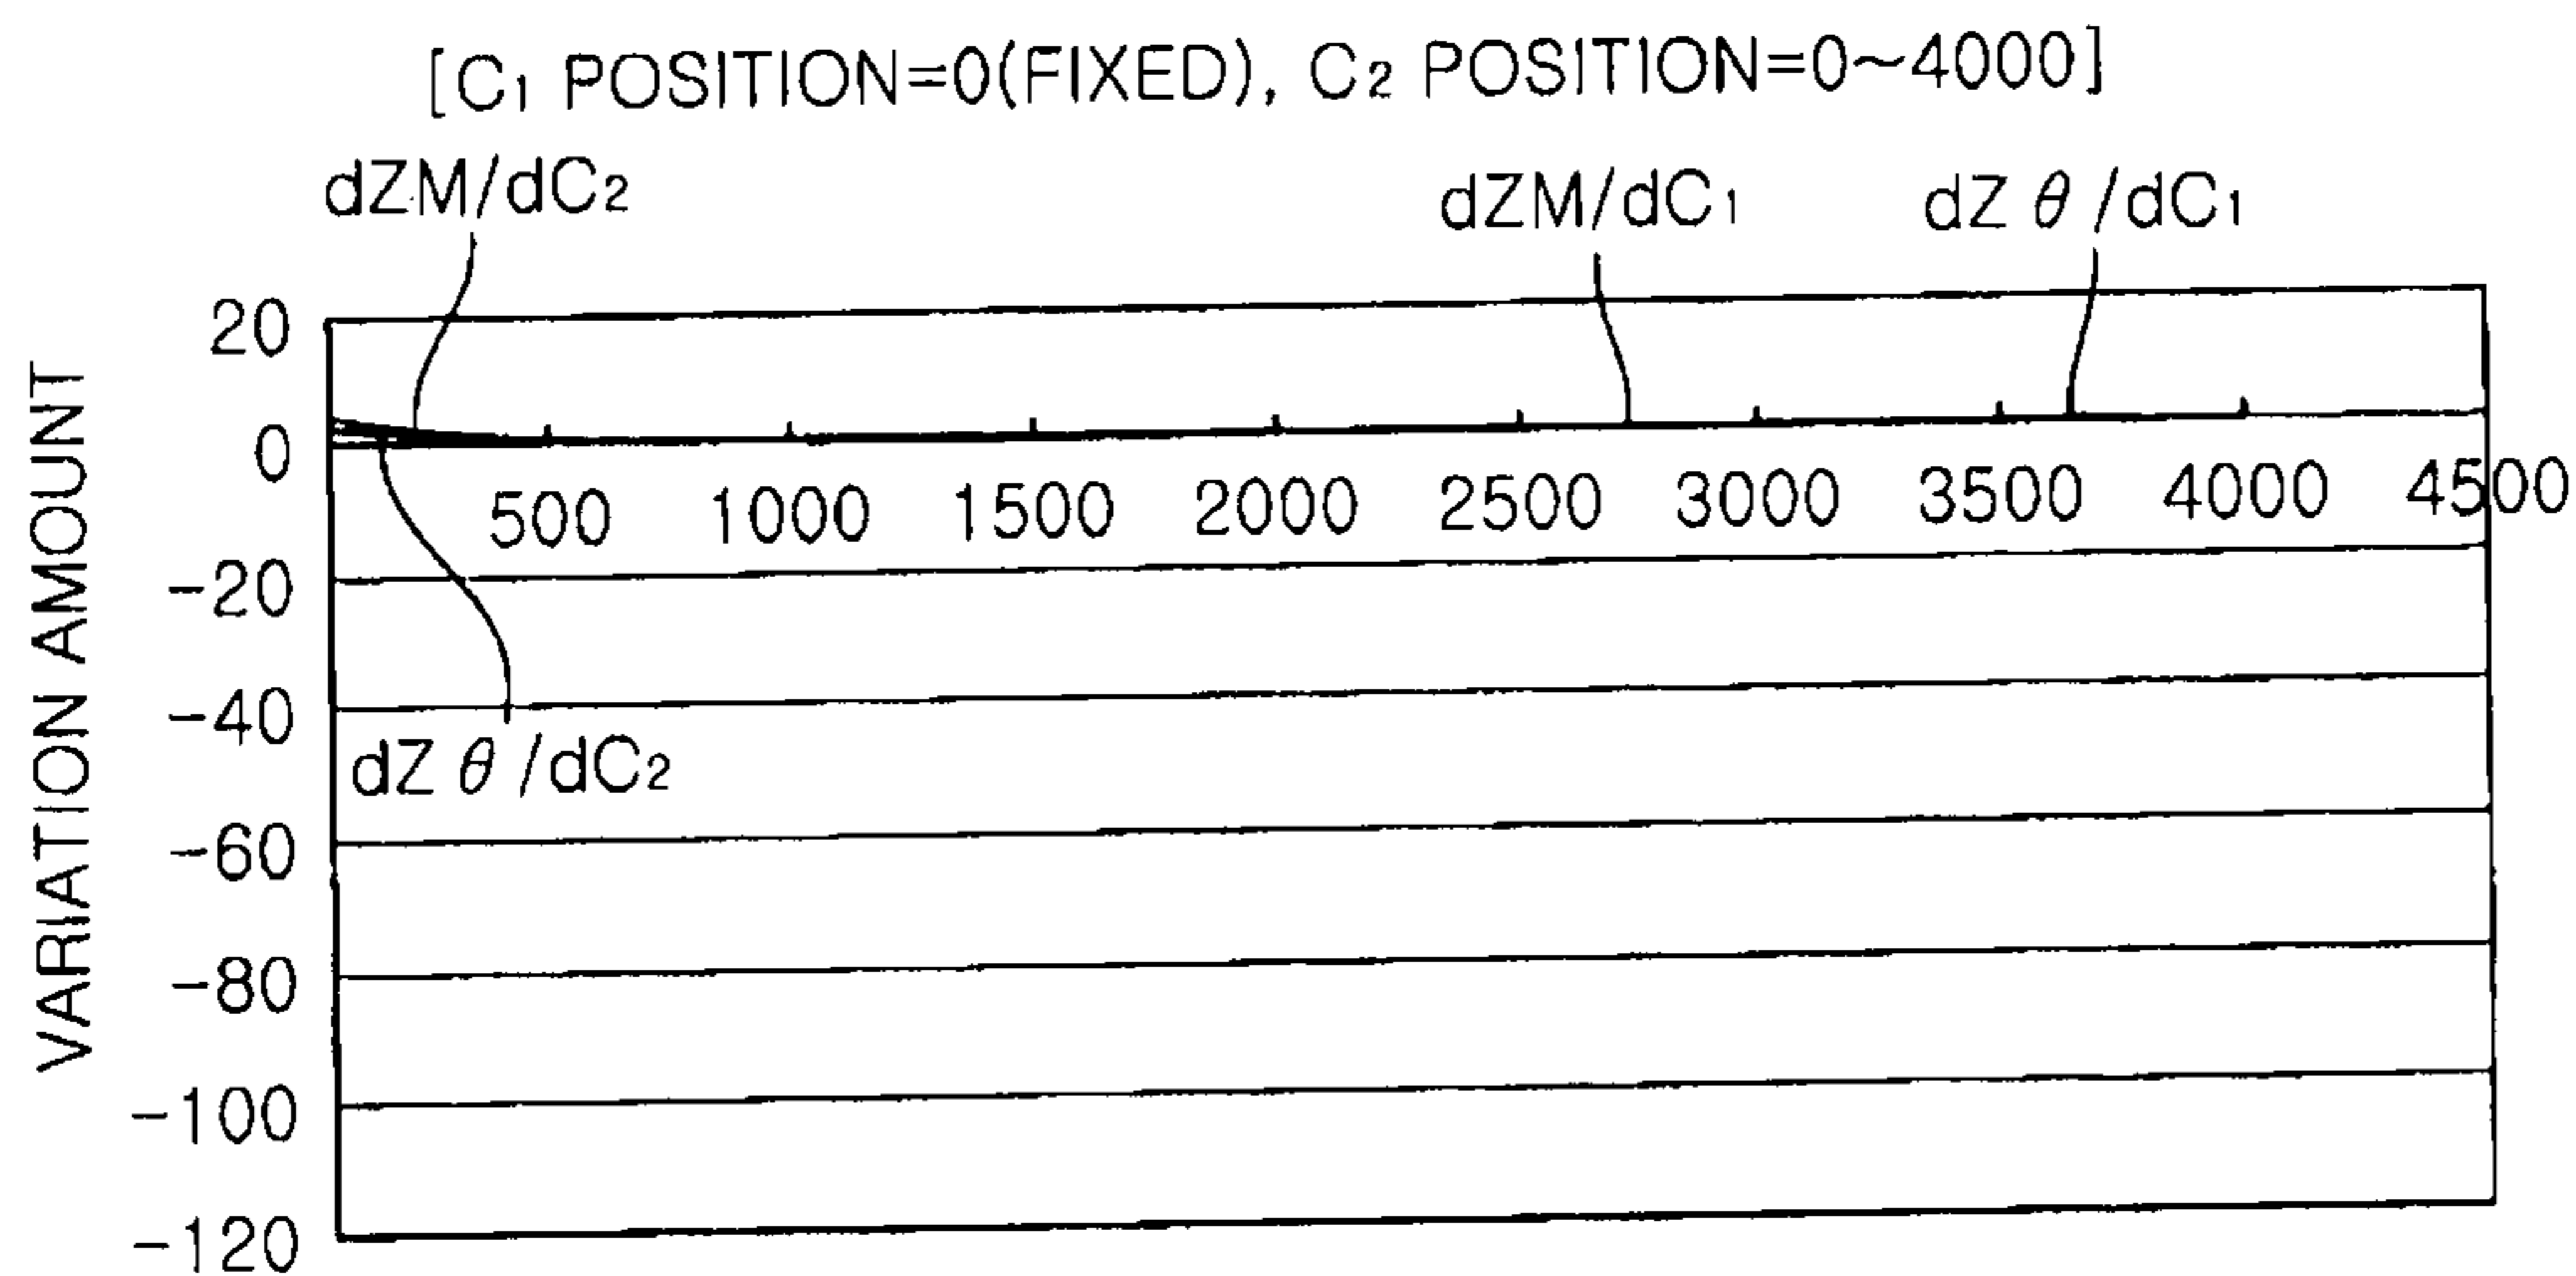 [C₁ POSITION=0(FIXED), C₂ POSITION=0~4000]
dZM/dC₂
dZM/dC₁
dZ θ /dC₁
20
0
500
1000
1500
2000
2500
3000
3500
4000
4500
-20
-40
dZ θ /dC₂
-60
-80
-100
-120
VARIATION AMOUNT